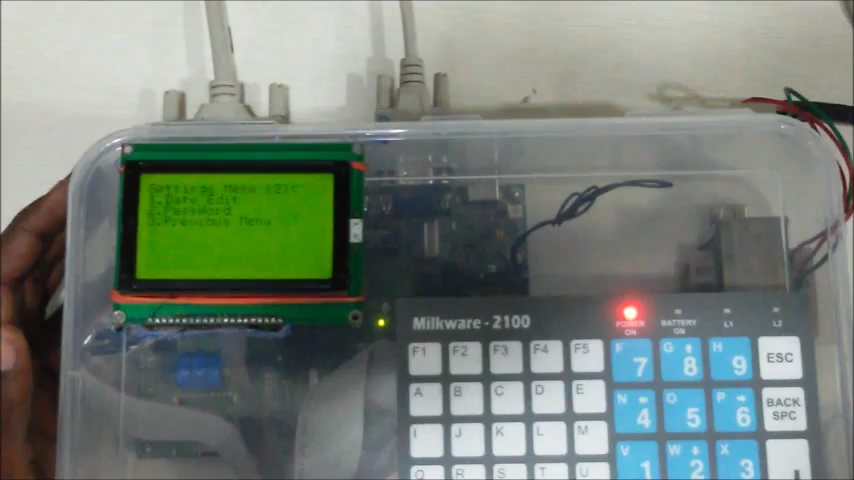 Settings Menu (2):
1.Date Edit
2.Password
3.Previous Menu
Milkware - 2100
POWER ON
BATTERY ON
L1
L2
F1 F2 F3 F4 F5 F 7 G 8 H 9 ESC
A B C D E N 4 O 5 P 6 BACK SPC
I J K L M V 1 W 2 X 3
Q R S T U